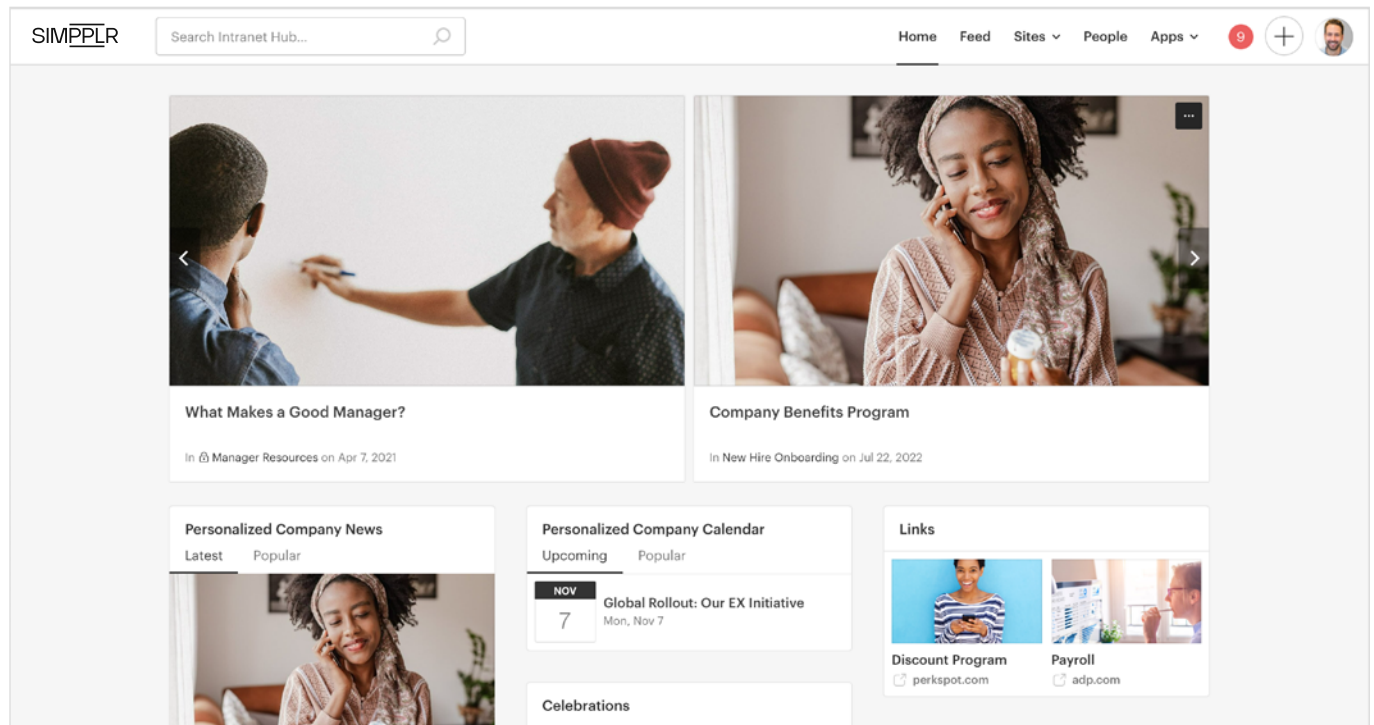 SIMPPLR
Search Intranet Hub...
Home Feed Sites People Apps 9
What Makes a Good Manager?
In Manager Resources on Apr 7, 2021
Company Benefits Program
In New Hire Onboarding on Jul 22, 2022
Personalized Company News
Latest Popular
Personalized Company Calendar
Upcoming Popular
NOV
7
Global Rollout: Our EX Initiative
Mon, Nov 7
Celebrations
Links
Discount Program
perkspot.com
Payroll
adp.com